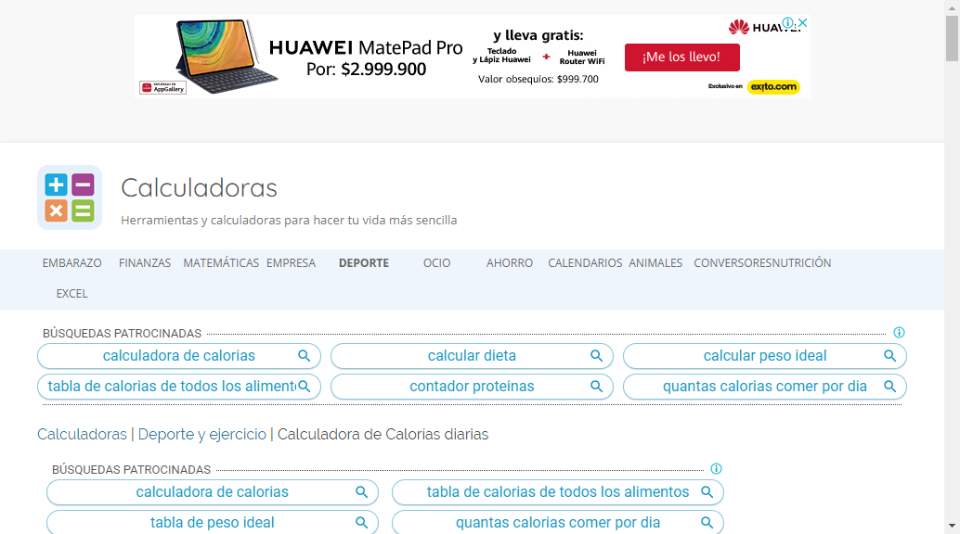 HUAWEI MatePad Pro
Por: $2.999.900
y lleva gratis:
Teclado
y Lápiz Huawei
+
Huawei
Router WiFi
Valor obsequios: $999.700
¡Me los llevo!
HUAWEI
Exclusivo en exito.com
AppGallery
Calculadoras
Herramientas y calculadoras para hacer tu vida más sencilla
EMBARAZO FINANZAS MATEMÁTICAS EMPRESA DEPORTE OCIO AHORRO CALENDARIOS ANIMALES CONVERSORES NUTRICIÓN
EXCEL
BÚSQUEDAS PATROCINADAS
calculadora de calorias calcular dieta calcular peso ideal
tabla de calorias de todos los aliment contador proteinas quantas calorias comer por dia
Calculadoras | Deporte y ejercicio | Calculadora de Calorías diarias
BÚSQUEDAS PATROCINADAS
calculadora de calorias tabla de calorias de todos los alimentos
tabla de peso ideal quantas calorias comer por dia